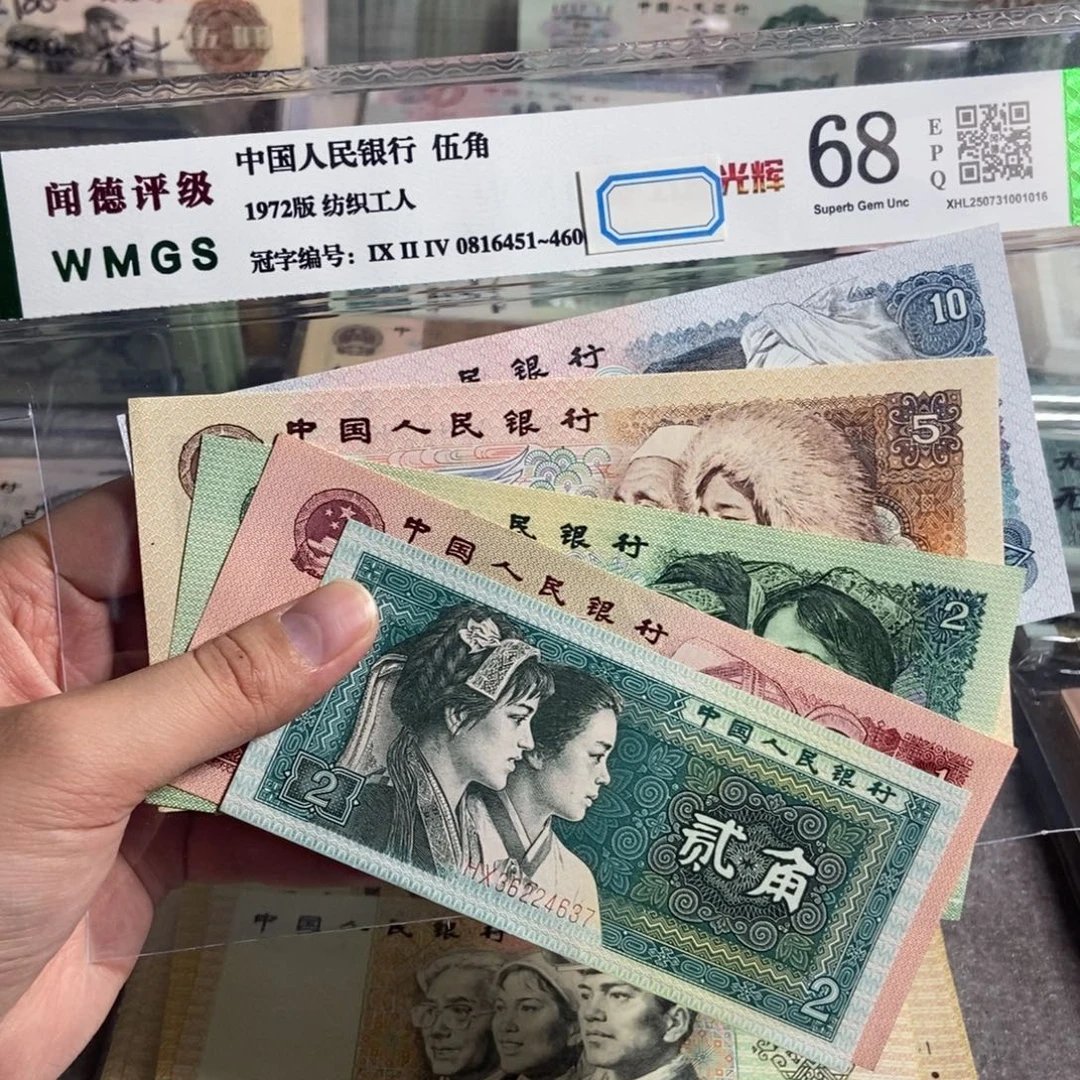 中国人民银行
闻德评级
WMGS
中国人民银行 伍角
1972版 纺织工人
冠字编号：IX II IV 0816451~460
光辉
68
EPQ
Superb Gem Unc
XHL250731001016
民银行
10
中国人民银行
5
民银行
2
中国人民银行
1
中国人民银行
贰角
2
HX36224637
2
中国人民银行